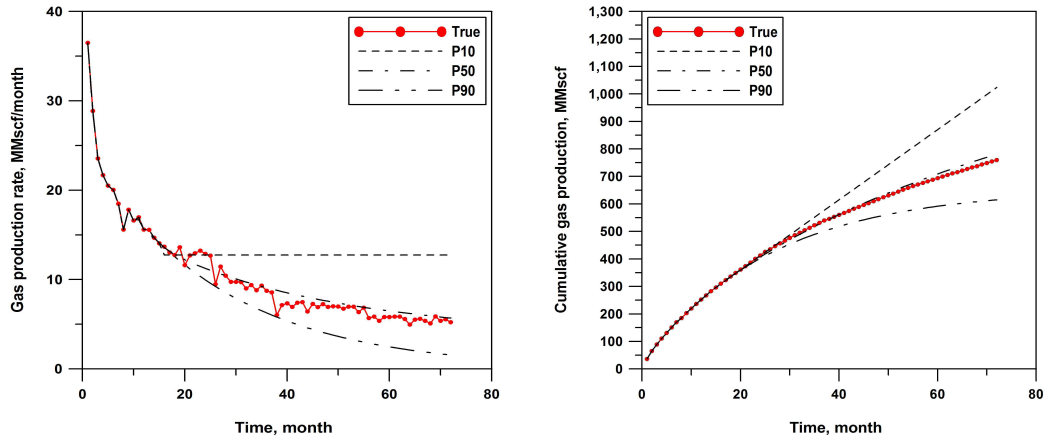 Gas production rate, MMscf/month
40
30
20
10
0
0
20
40
60
80
Time, month
True
P10
P50
P90
Cumulative gas production, MMscf
1,300
1,200
1,100
1,000
900
800
700
600
500
400
300
200
100
0
0
20
40
60
80
Time, month
True
P10
P50
P90